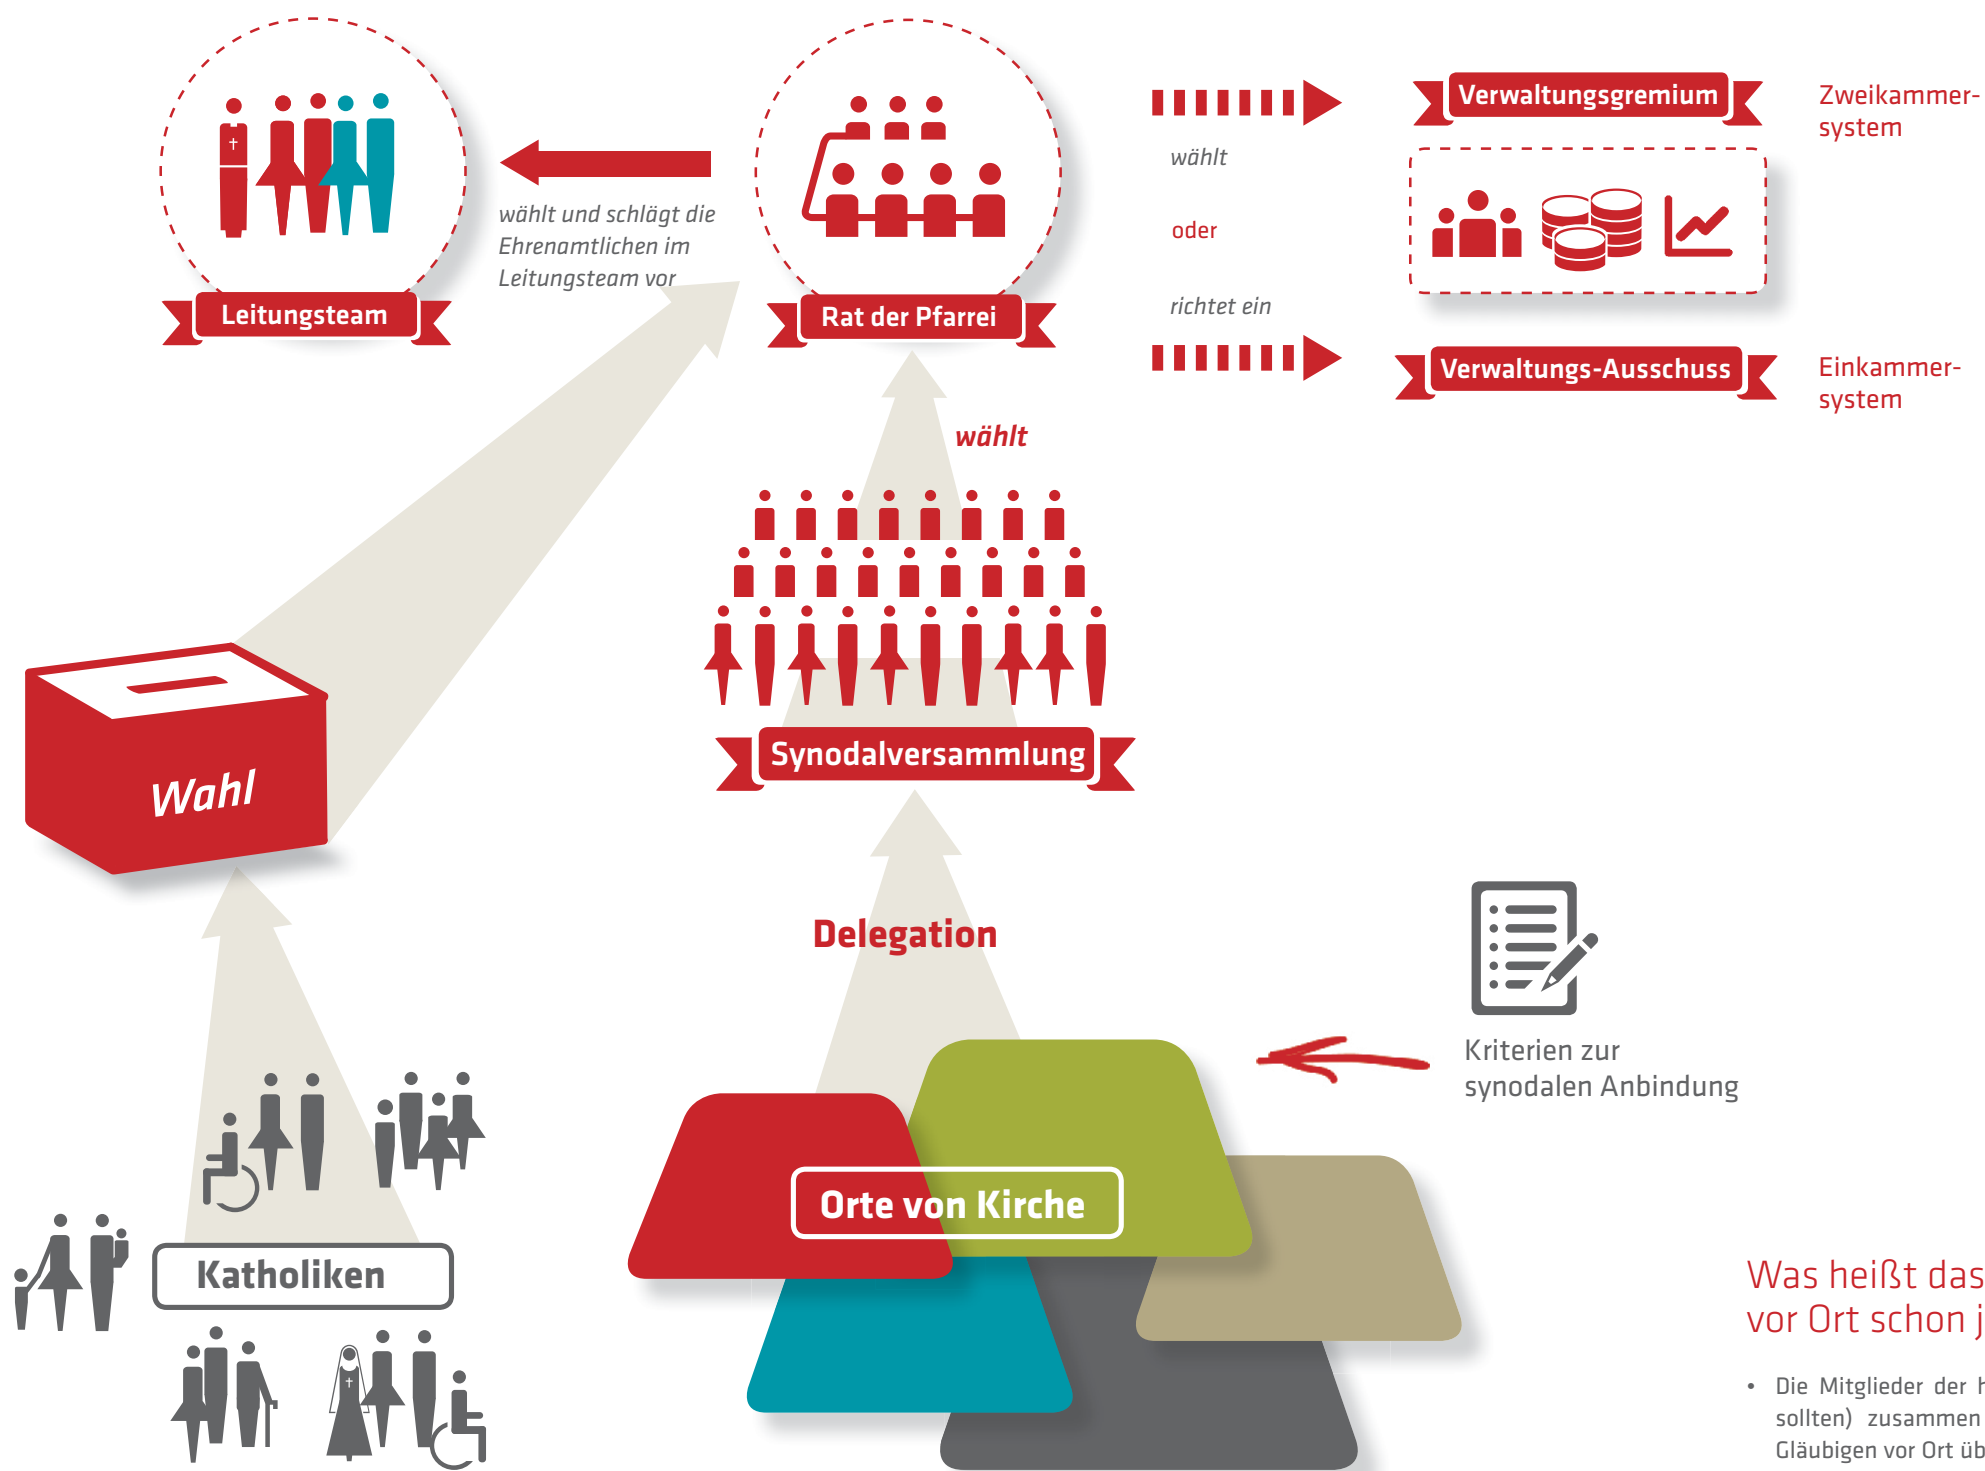 Leitungsteam
wählt und schlägt die
Ehrenamtlichen im
Leitungsteam vor
Rat der Pfarrei
wählt
oder
richtet ein
Verwaltungsgremium
Zweikammer-
system
Verwaltungs-Ausschuss
Einkammer-
system
wählt
Synodalversammlung
Wahl
Delegation
Kriterien zur
synodalen Anbindung
Orte von Kirche
Katholiken
Was heißt das
vor Ort schon j
• Die Mitglieder der
sollten) zusammen
Gläubigen vor Ort üb